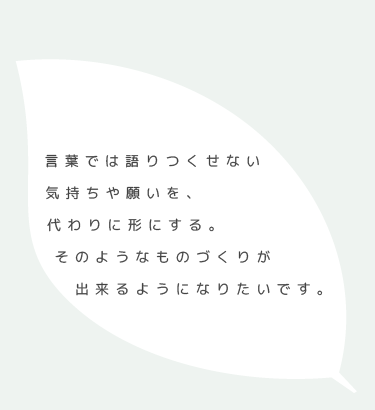 言葉では語りつくせない
気持ちや願いを、
代わりに形にする。
そのようなものづくりが
出来るようになりたいです。